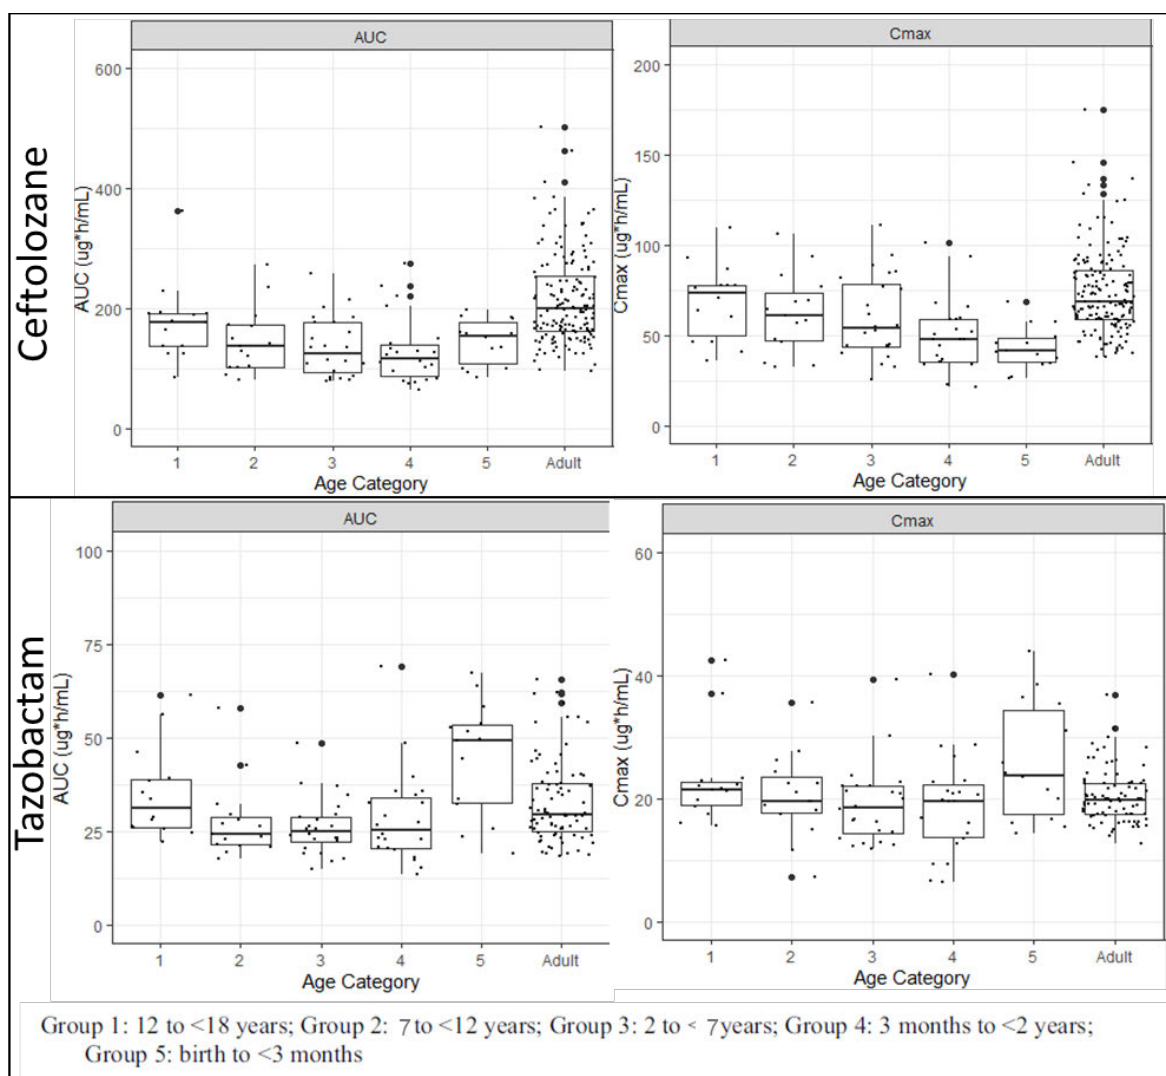 Ceftolozane
AUC
600
400
200
0
AUC (ug*h/mL)
1 2 3 4 5 Adult
Age Category
Cmax
200
150
100
50
0
Cmax (ug*h/mL)
1 2 3 4 5 Adult
Age Category
Tazobactam
AUC
100
75
50
25
0
AUC (ug*h/mL)
1 2 3 4 5 Adult
Age Category
Cmax
60
40
20
0
Cmax (ug*h/mL)
1 2 3 4 5 Adult
Age Category
Group 1: 12 to <18 years; Group 2: 7 to <12 years; Group 3: 2 to < 7years; Group 4: 3 months to <2 years;
Group 5: birth to <3 months